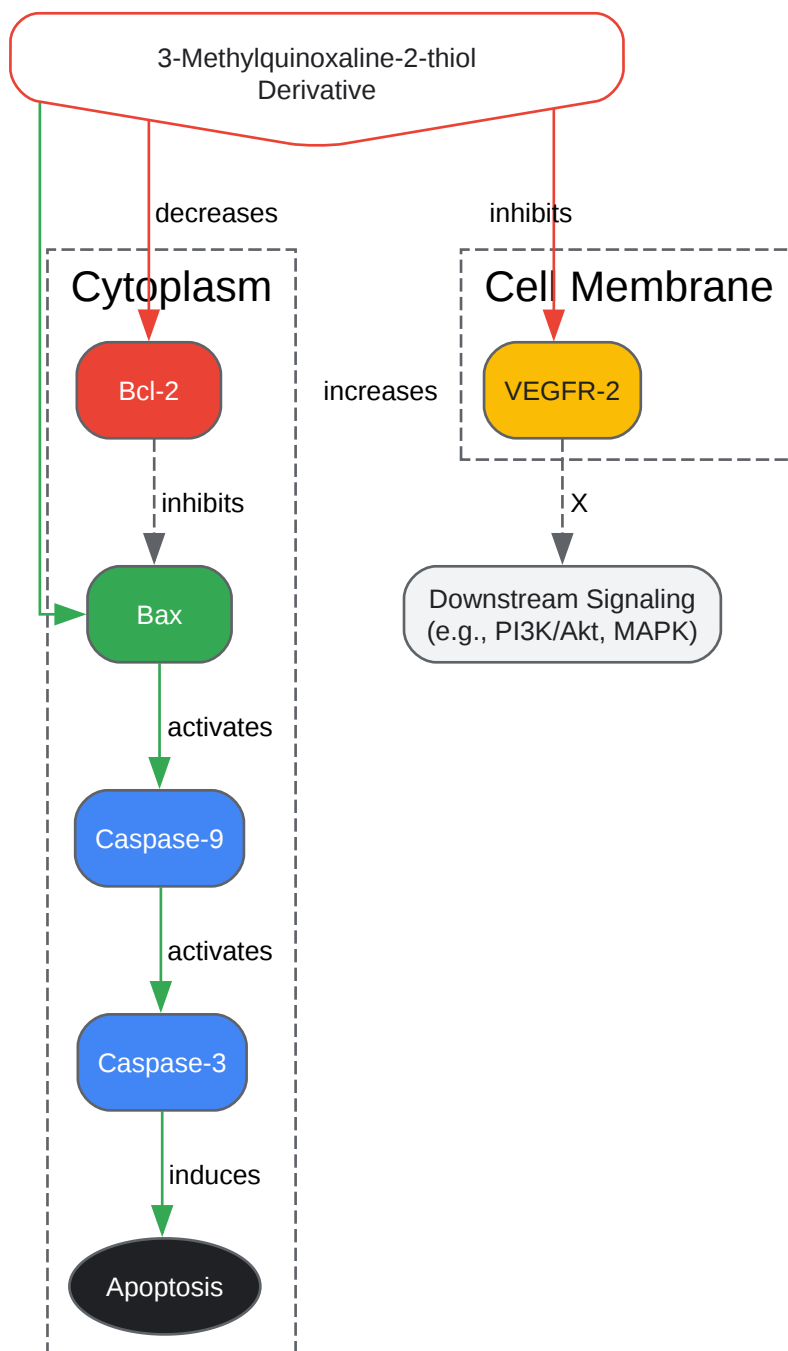 3-Methylquinoxaline-2-thiol
Derivative
decreases
inhibits
Cytoplasm
Cell Membrane
Bcl-2
increases
VEGFR-2
inhibits
X
Bax
Downstream Signaling
(e.g., PI3K/Akt, MAPK)
activates
Caspase-9
activates
Caspase-3
induces
Apoptosis